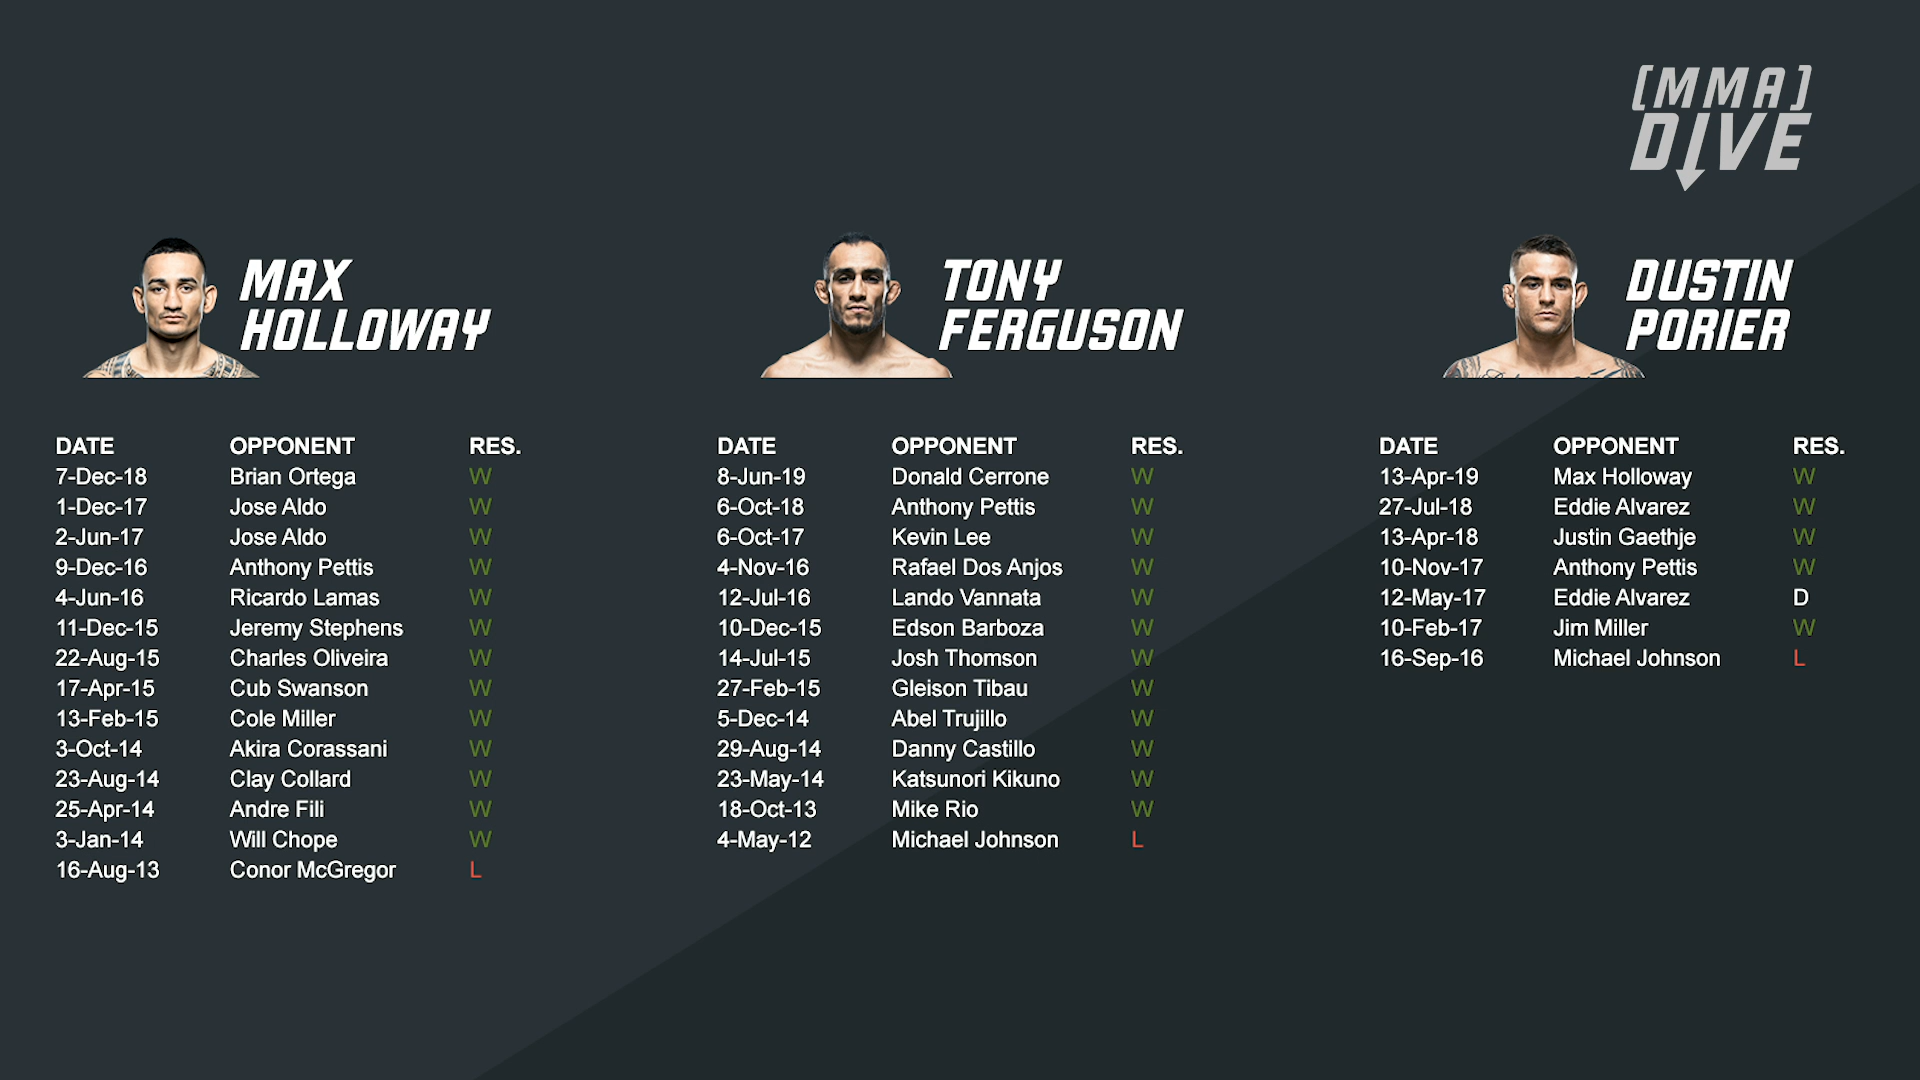 [MMA]
DIVE
MAX
HOLLOWAY
DATE OPPONENT RES.
7-Dec-18 Brian Ortega W
1-Dec-17 Jose Aldo W
2-Jun-17 Jose Aldo W
9-Dec-16 Anthony Pettis W
4-Jun-16 Ricardo Lamas W
11-Dec-15 Jeremy Stephens W
22-Aug-15 Charles Oliveira W
17-Apr-15 Cub Swanson W
13-Feb-15 Cole Miller W
3-Oct-14 Akira Corassani W
23-Aug-14 Clay Collard W
25-Apr-14 Andre Fili W
3-Jan-14 Will Chope W
16-Aug-13 Conor McGregor L
TONY
FERGUSON
DATE OPPONENT RES.
8-Jun-19 Donald Cerrone W
6-Oct-18 Anthony Pettis W
6-Oct-17 Kevin Lee W
4-Nov-16 Rafael Dos Anjos W
12-Jul-16 Lando Vannata W
10-Dec-15 Edson Barboza W
14-Jul-15 Josh Thomson W
27-Feb-15 Gleison Tibau W
5-Dec-14 Abel Trujillo W
29-Aug-14 Danny Castillo W
23-May-14 Katsunori Kikuno W
18-Oct-13 Mike Rio W
4-May-12 Michael Johnson L
DUSTIN
PORIER
DATE OPPONENT RES.
13-Apr-19 Max Holloway W
27-Jul-18 Eddie Alvarez W
13-Apr-18 Justin Gaethje W
10-Nov-17 Anthony Pettis W
12-May-17 Eddie Alvarez D
10-Feb-17 Jim Miller W
16-Sep-16 Michael Johnson L